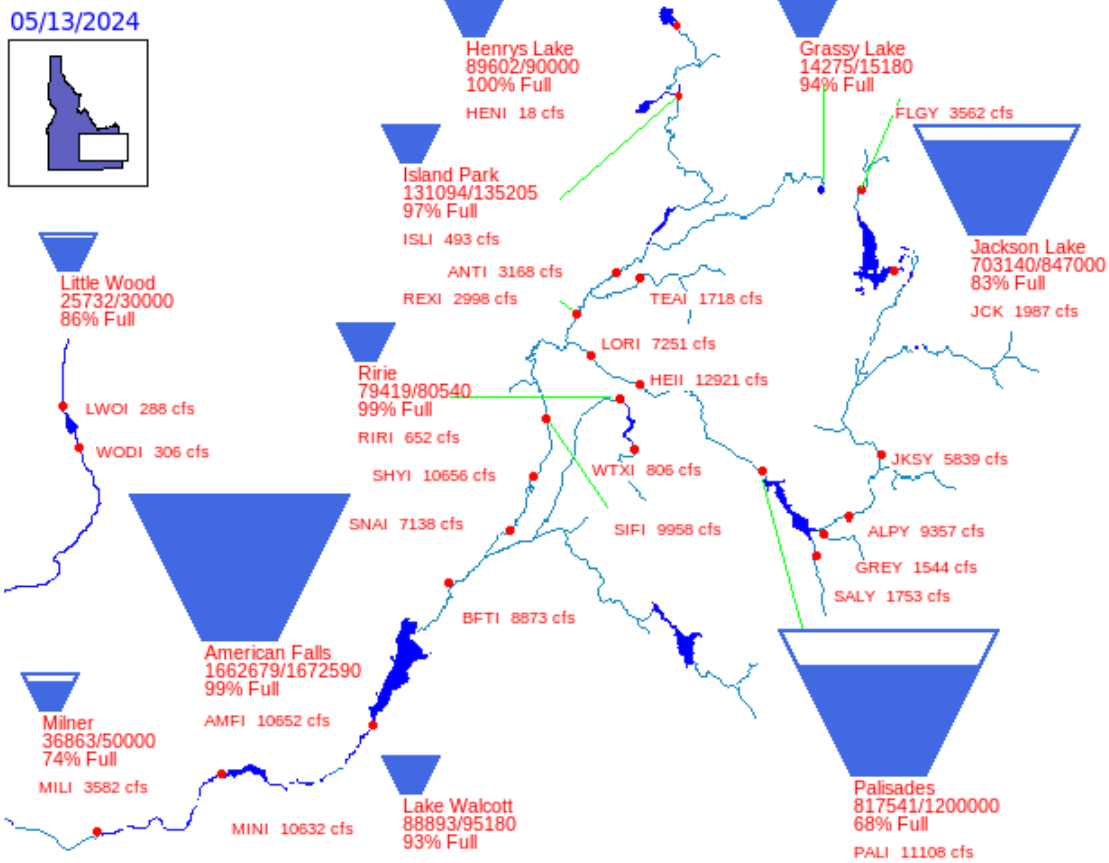 05/13/2024
Henrys Lake
89602/90000
100% Full
HENI 18 cfs
Grassy Lake
14275/15180
94% Full
FLGY 3562 cfs
Island Park
131094/135205
97% Full
ISLI 493 cfs
Jackson Lake
703140/847000
83% Full
JCK 1987 cfs
Little Wood
25732/30000
86% Full
ANTI 3168 cfs
REXI 2998 cfs
TEAI 1718 cfs
LORI 7251 cfs
Ririe
79419/80540
99% Full
HEII 12921 cfs
LWOI 288 cfs
WODI 306 cfs
RIRI 652 cfs
SHYI 10656 cfs
WTXI 806 cfs
JKSY 5839 cfs
SNAI 7138 cfs
SIFI 9958 cfs
ALPY 9357 cfs
GREY 1544 cfs
SALY 1753 cfs
BFTI 8873 cfs
American Falls
1662679/1672590
99% Full
AMFI 10652 cfs
Milner
36863/50000
74% Full
MILI 3582 cfs
MINI 10632 cfs
Lake Walcott
88893/95180
93% Full
Palisades
817541/1200000
68% Full
PALI 11108 cfs